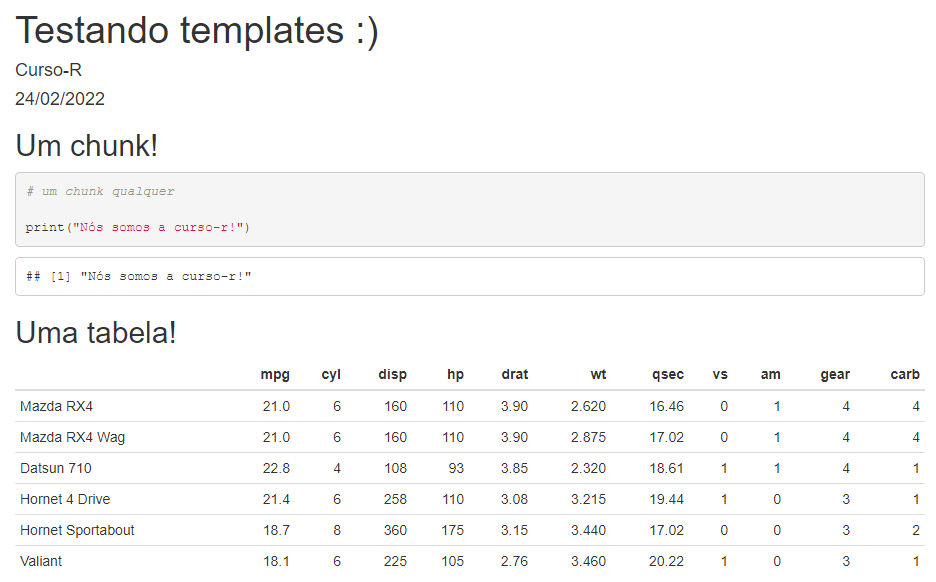 Testando templates :)
Curso-R
24/02/2022
Um chunk!
# um chunk qualquer
print("Nós somos a curso-r!")
## [1] "Nós somos a curso-r!"
Uma tabela!
mpg cyl disp hp drat wt qsec vs am gear carb
Mazda RX4 21.0 6 160 110 3.90 2.620 16.46 0 1 4 4
Mazda RX4 Wag 21.0 6 160 110 3.90 2.875 17.02 0 1 4 4
Datsun 710 22.8 4 108 93 3.85 2.320 18.61 1 1 4 1
Hornet 4 Drive 21.4 6 258 110 3.08 3.215 19.44 1 0 3 1
Hornet Sportabout 18.7 8 360 175 3.15 3.440 17.02 0 0 3 2
Valiant 18.1 6 225 105 2.76 3.460 20.22 1 0 3 1